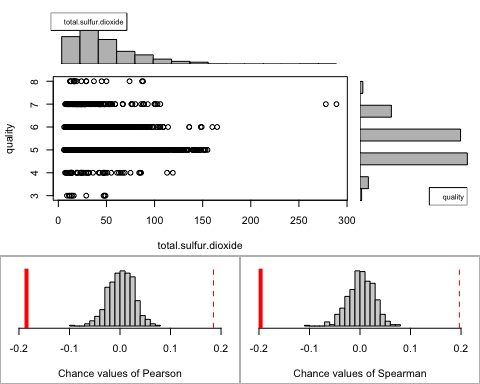 total.sulfur.dioxide
quality
8
7
6
5
4
3
0 50 100 150 200 250 300
total.sulfur.dioxide
quality
-0.2 -0.1 0.0 0.1 0.2
Chance values of Pearson
-0.2 -0.1 0.0 0.1 0.2
Chance values of Spearman